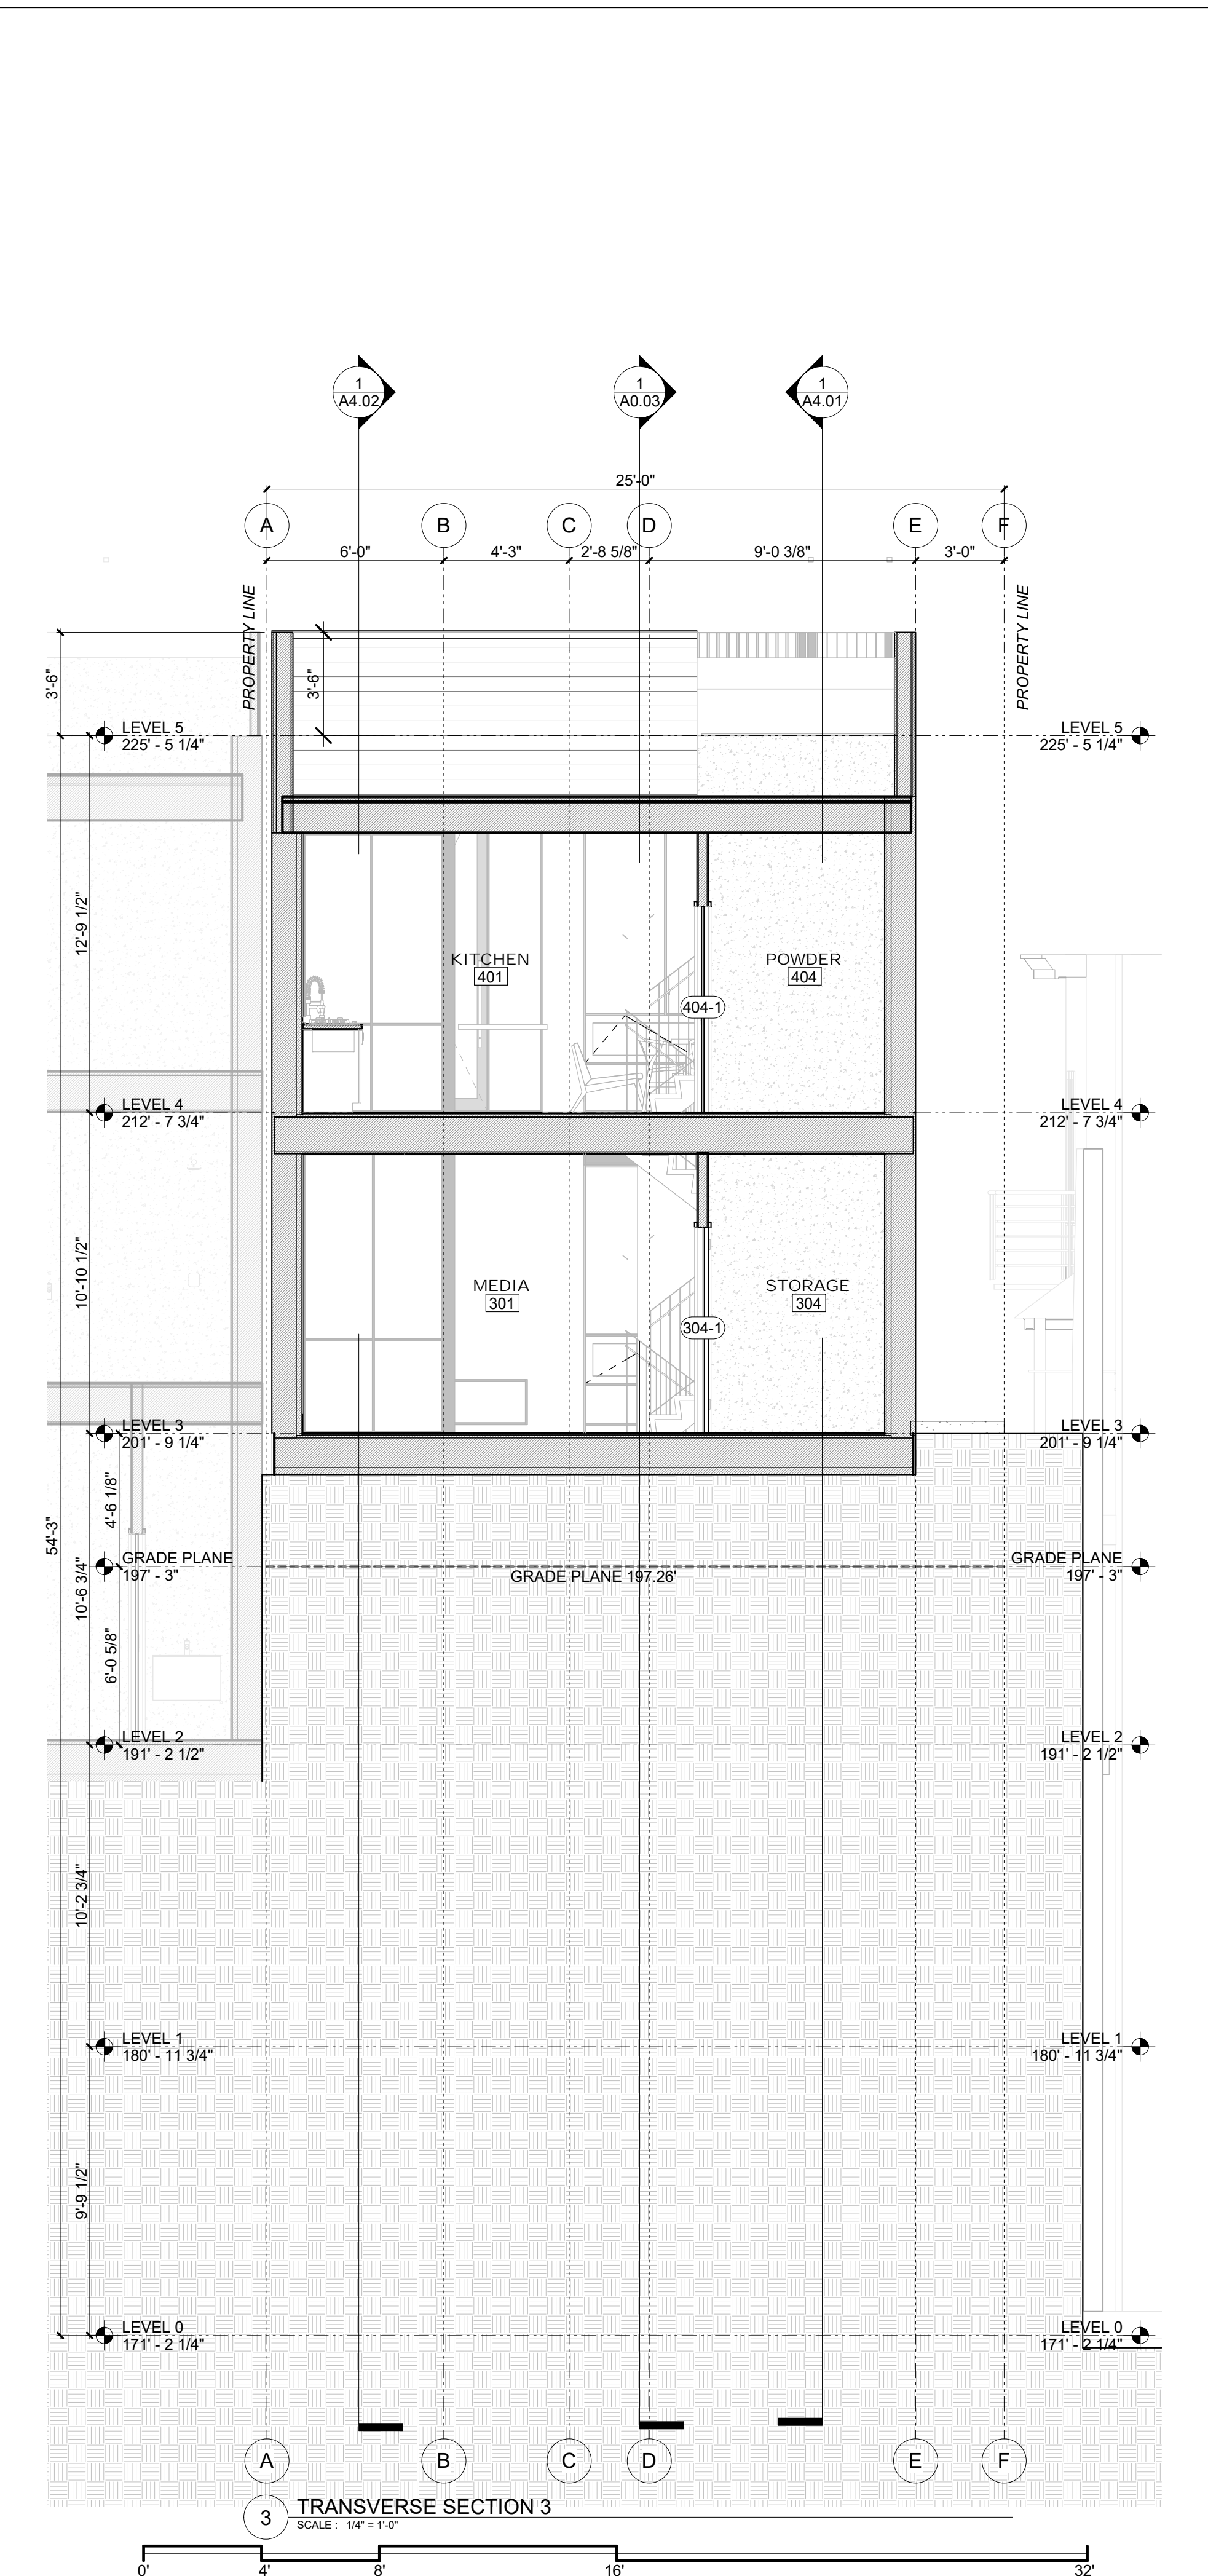 1
A4.02
1
A0.03
1
A4.01
25'-0"
A
B
C
D
E
F
6'-0"
4'-3"
2'-8 5/8"
9'-0 3/8"
3'-0"
PROPERTY LINE
PROPERTY LINE
3'-6"
3'-6"
LEVEL 5
225' - 5 1/4"
LEVEL 5
225' - 5 1/4"
12'-9 1/2"
KITCHEN
401
POWDER
404
404-1
LEVEL 4
212' - 7 3/4"
LEVEL 4
212' - 7 3/4"
10'-10 1/2"
MEDIA
301
STORAGE
304
304-1
LEVEL 3
201' - 9 1/4"
LEVEL 3
201' - 9 1/4"
4'-6 1/8"
54'-3"
GRADE PLANE
197' - 3"
GRADE PLANE 197.26'
GRADE PLANE
197' - 3"
10'-6 3/4"
6'-0 5/8"
LEVEL 2
191' - 2 1/2"
LEVEL 2
191' - 2 1/2"
10'-2 3/4"
LEVEL 1
180' - 11 3/4"
LEVEL 1
180' - 11 3/4"
9'-9 1/2"
LEVEL 0
171' - 2 1/4"
LEVEL 0
171' - 2 1/4"
A
B
C
D
E
F
3
TRANSVERSE SECTION 3
SCALE : 1/4" = 1'-0"
0'
4'
8'
16'
32'